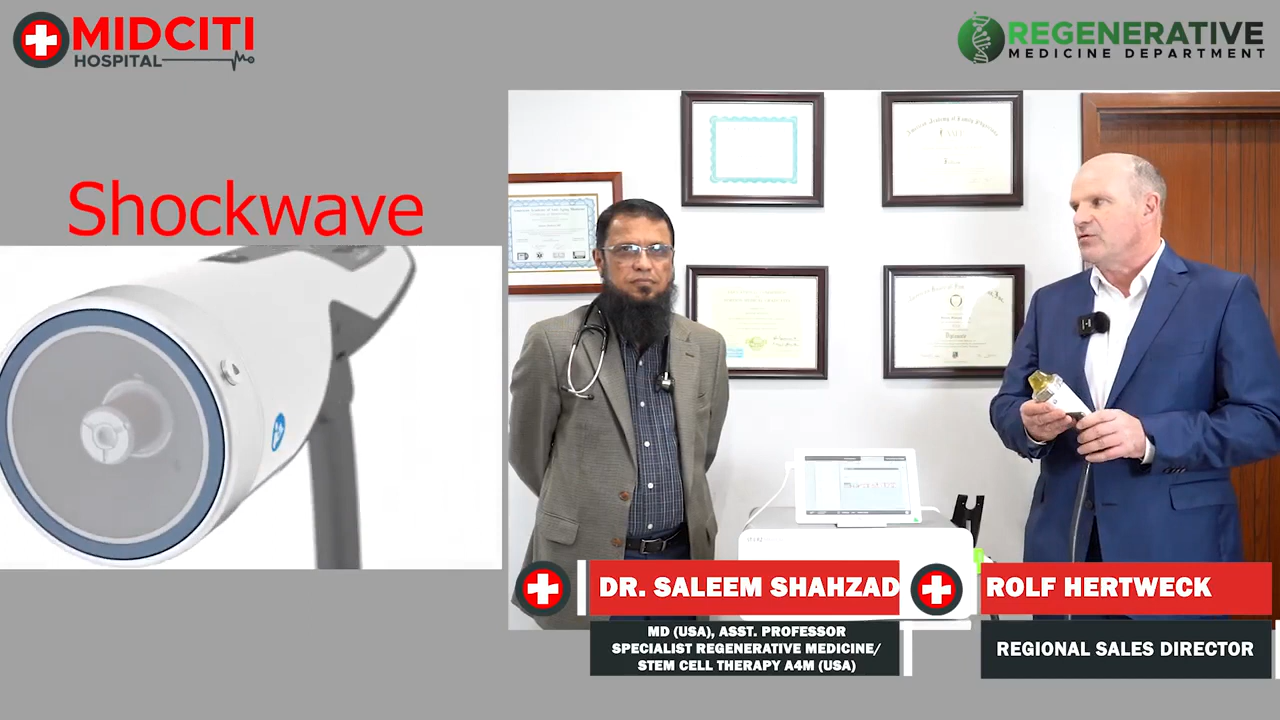 MIDCITI
HOSPITAL
REGENERATIVE
MEDICINE DEPARTMENT
Shockwave
DR. SALEEM SHAHZAD
MD (USA), ASST. PROFESSOR
SPECIALIST REGENERATIVE MEDICINE/
STEM CELL THERAPY A4M (USA)
ROLF HERTWECK
REGIONAL SALES DIRECTOR